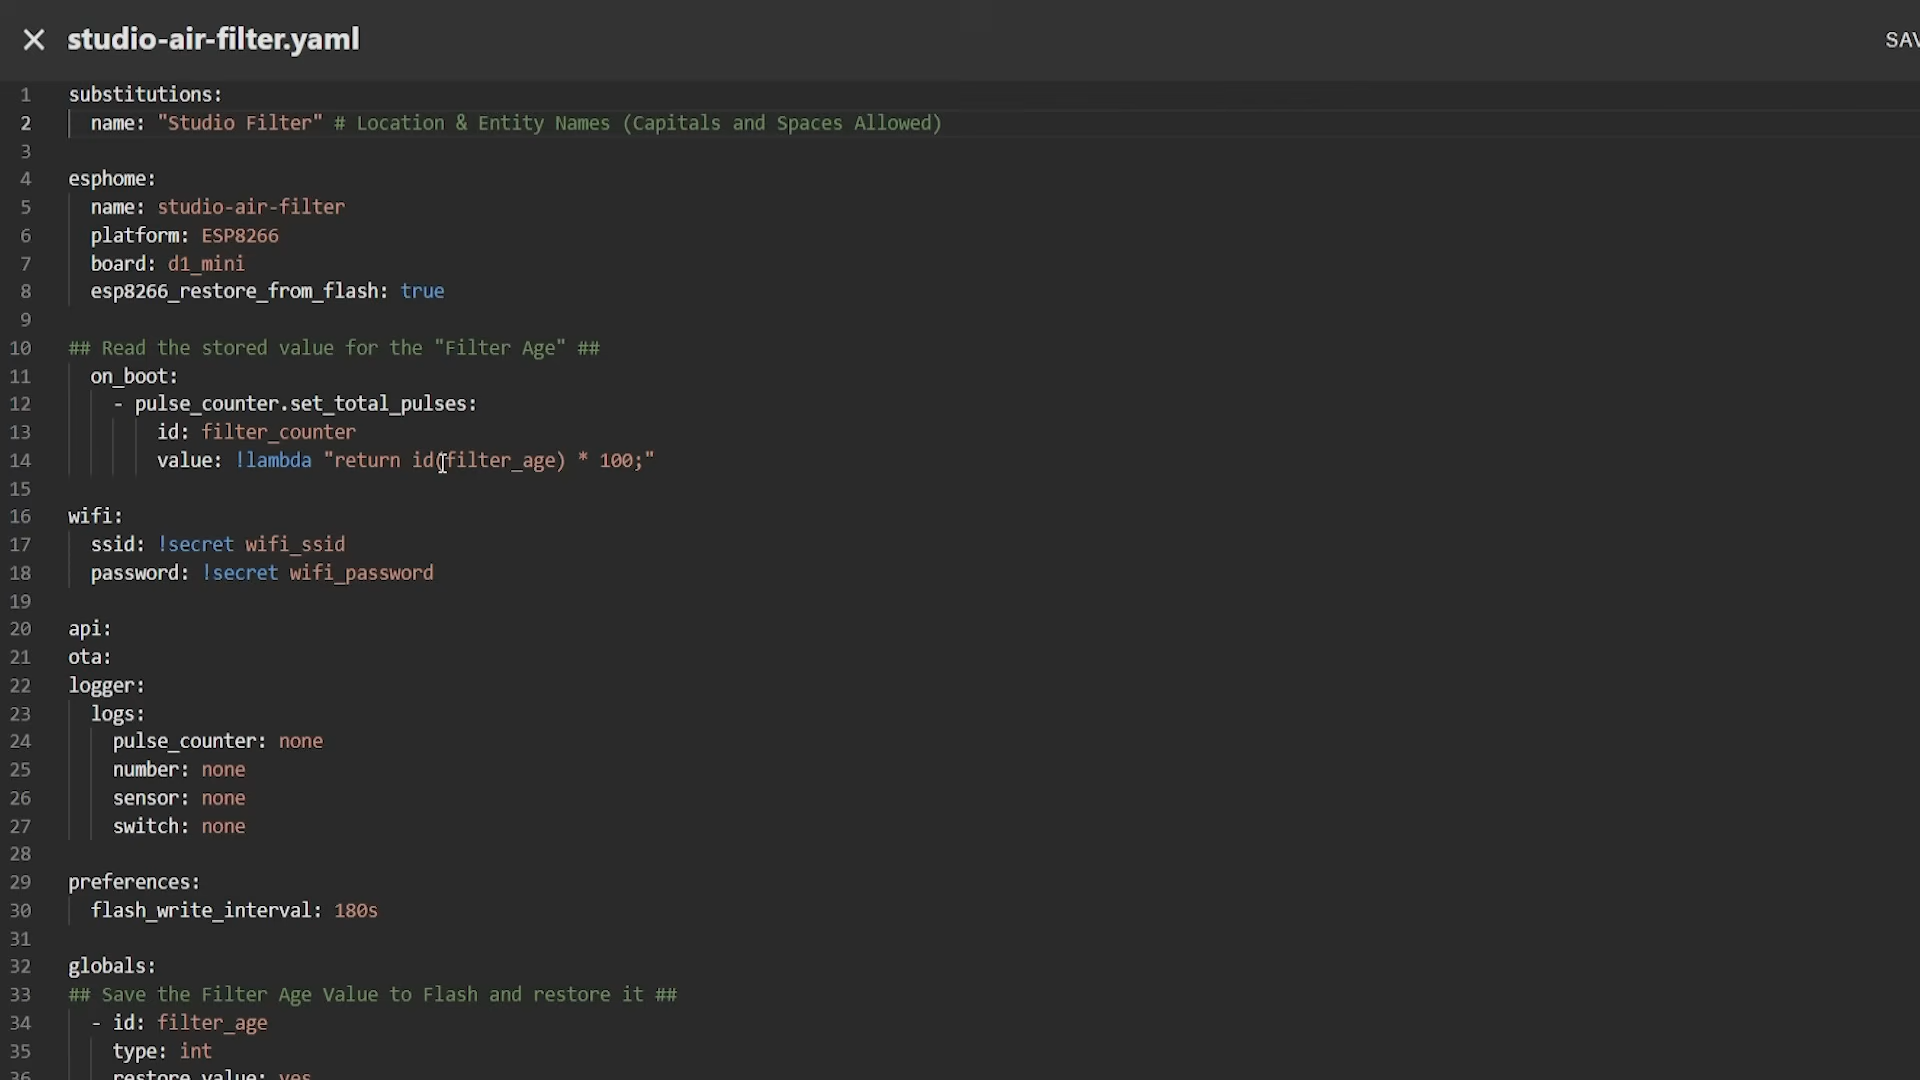 studio-air-filter.yaml
SAV
1 substitutions:
2 name: "Studio Filter" # Location & Entity Names (Capitals and Spaces Allowed)
3
4 esphome:
5 name: studio-air-filter
6 platform: ESP8266
7 board: d1_mini
8 esp8266_restore_from_flash: true
9
10 ## Read the stored value for the "Filter Age" ##
11 on_boot:
12 - pulse_counter.set_total_pulses:
13 id: filter_counter
14 value: !lambda "return id(filter_age) * 100;"
15
16 wifi:
17 ssid: !secret wifi_ssid
18 password: !secret wifi_password
19
20 api:
21 ota:
22 logger:
23 logs:
24 pulse_counter: none
25 number: none
26 sensor: none
27 switch: none
28
29 preferences:
30 flash_write_interval: 180s
31
32 globals:
33 ## Save the Filter Age Value to Flash and restore it ##
34 - id: filter_age
35 type: int
36 restore_value: yes